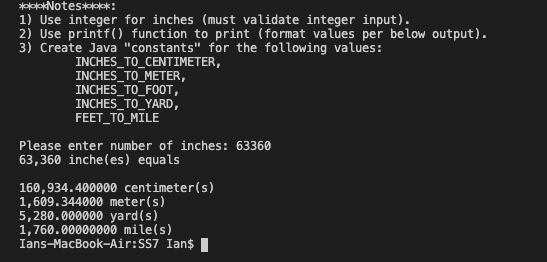 ****Notes****:
1) Use integer for inches (must validate integer input).
2) Use printf() function to print (format values per below output).
3) Create Java "constants" for the following values:
INCHES_TO_CENTIMETER,
INCHES_TO_METER,
INCHES_TO_FOOT,
INCHES_TO_YARD,
FEET_TO_MILE
Please enter number of inches: 63360
63,360 inche(es) equals
160,934.400000 centimeter(s)
1,609.344000 meter(s)
5,280.000000 yard(s)
1,760.00000000 mile(s)
Ians-MacBook-Air:SS7 Ian$